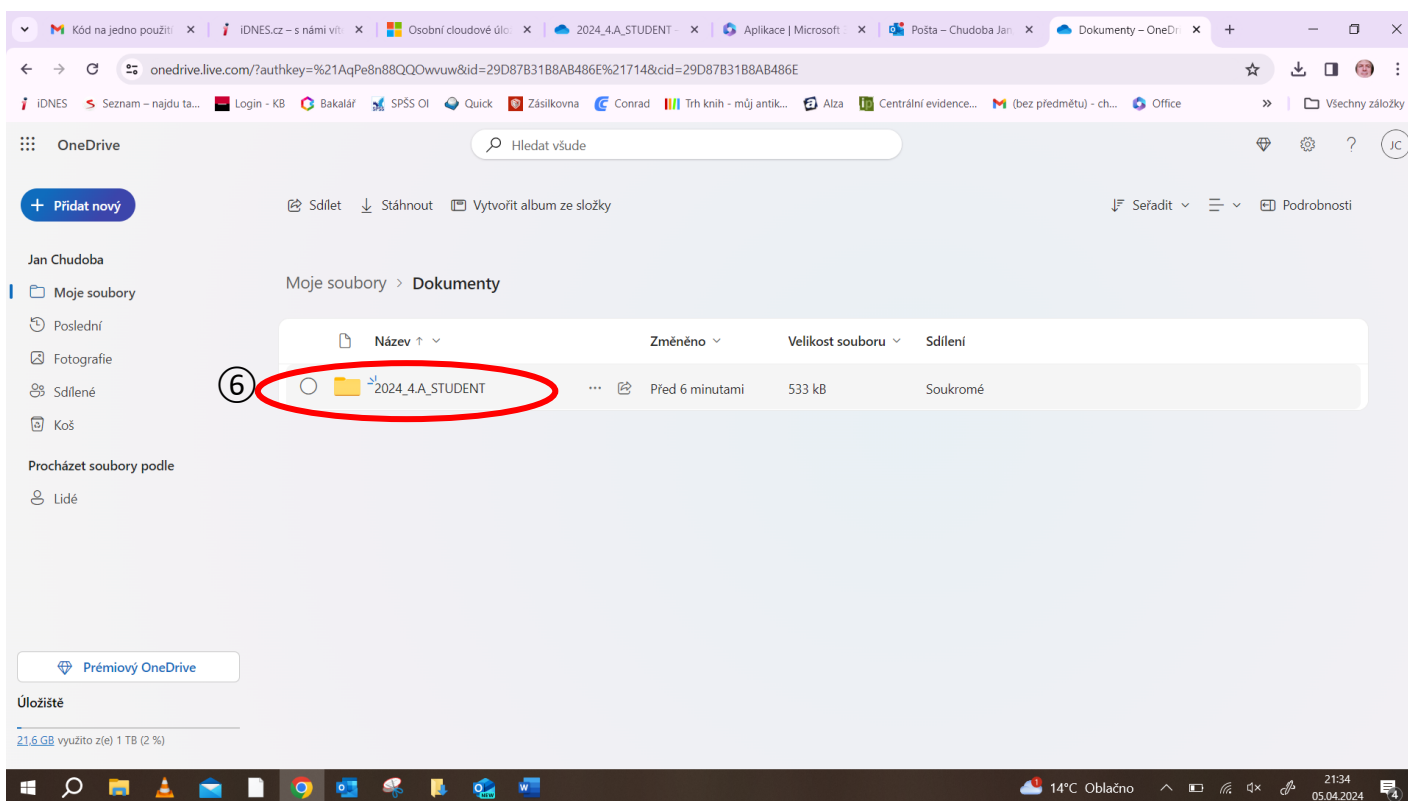 Kód na jedno použití
iDNES.cz – s námi víte
Osobní cloudové úlo
2024_4.A_STUDENT -
Aplikace | Microsoft
Pošta – Chudoba Jan
Dokumenty – OneDri
onedrive.live.com/?authkey=%21AqPe8n88QQOwvuw&id=29D87B31B8AB486E%21714&cid=29D87B31B8AB486E
iDNES
Seznam – najdu ta...
Login - KB
Bakalář
SPŠS Ol
Quick
Zásilkovna
Conrad
Trh knih - můj antik...
Alza
Centrální evidence...
(bez předmětu) - ch...
Office
»
Všechny záložky
OneDrive
Hledat všude
JC
+ Přidat nový
Sdílet
Stáhnout
Vytvořit album ze složky
Seřadit
Podrobnosti
Jan Chudoba
Moje soubory
Poslední
Fotografie
Sdílené
Koš
Procházet soubory podle
Lidé
Moje soubory > Dokumenty
Název ↑
Změněno
Velikost souboru
Sdílení
⑥
2024_4.A_STUDENT
...
Před 6 minutami
533 kB
Soukromé
Prémiový OneDrive
Úložiště
21,6 GB využito z(e) 1 TB (2 %)
NEW
14°C Oblačno
21:34
05.04.2024
4